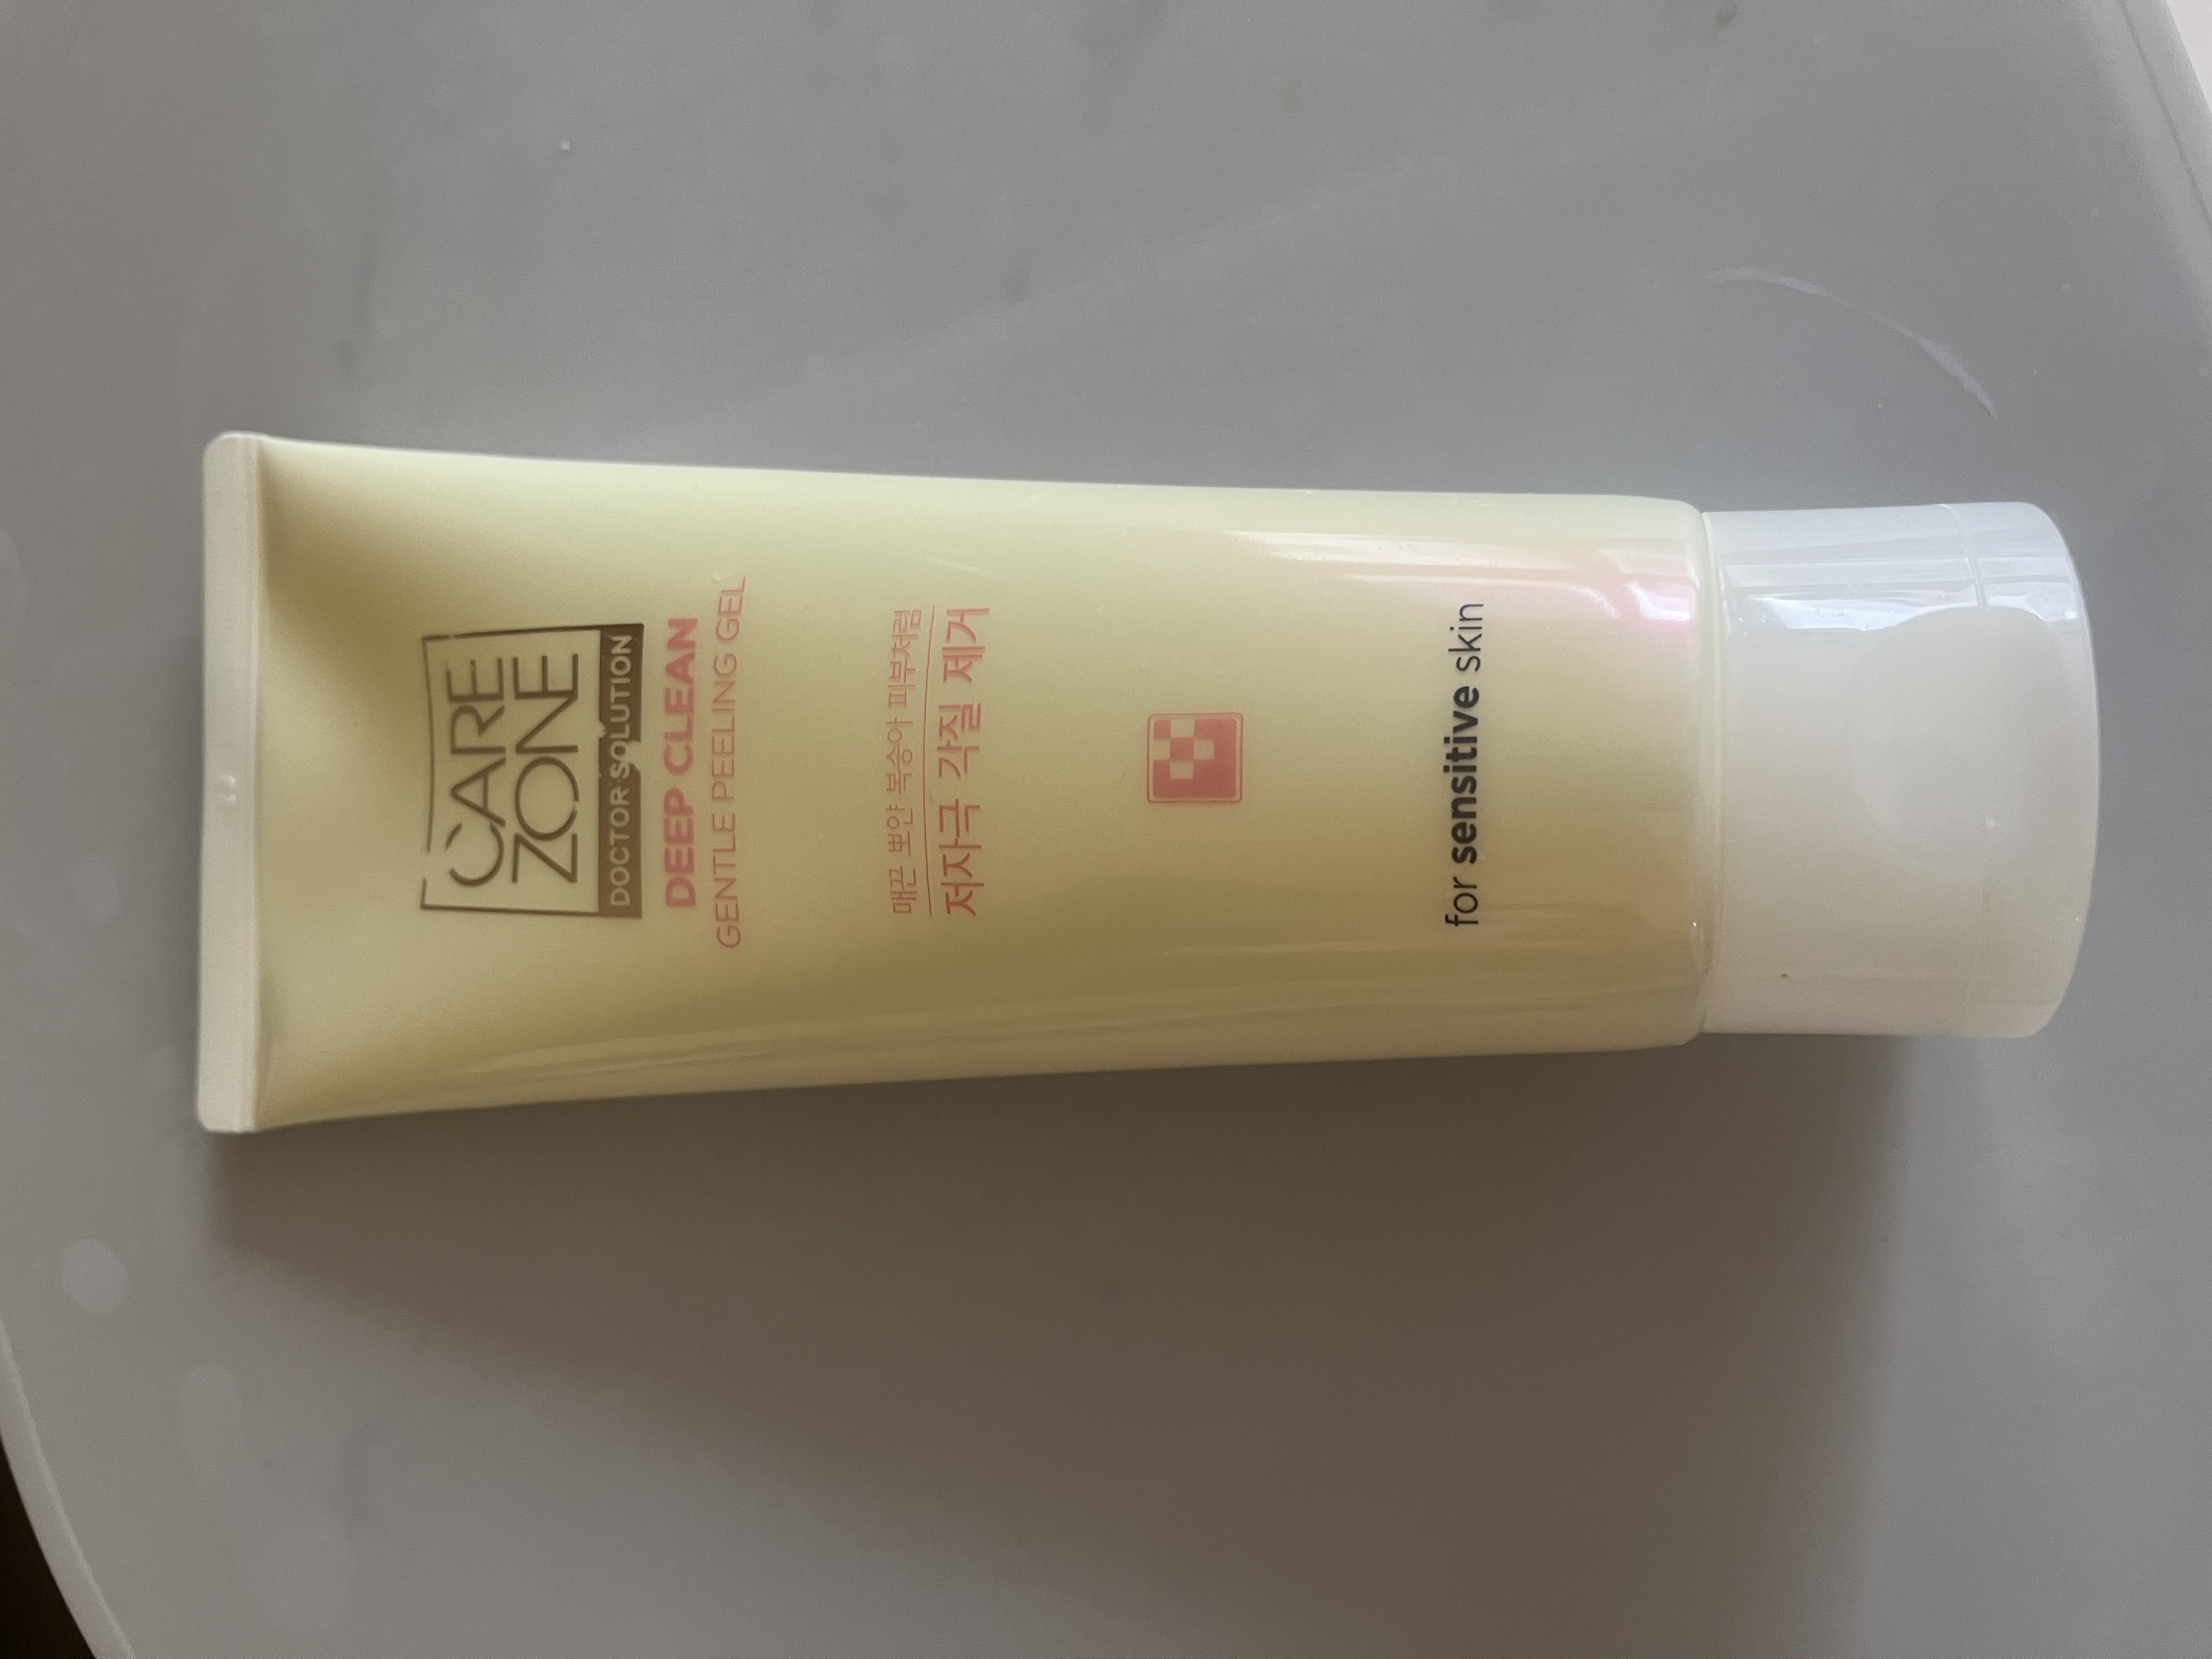 CARE
ZONE
DOCTOR SOLUTION
DEEP CLEAN
GENTLE PEELING GEL
매끈 뽀얀 복숭아 피부처럼
저자극 각질 제거
for sensitive skin